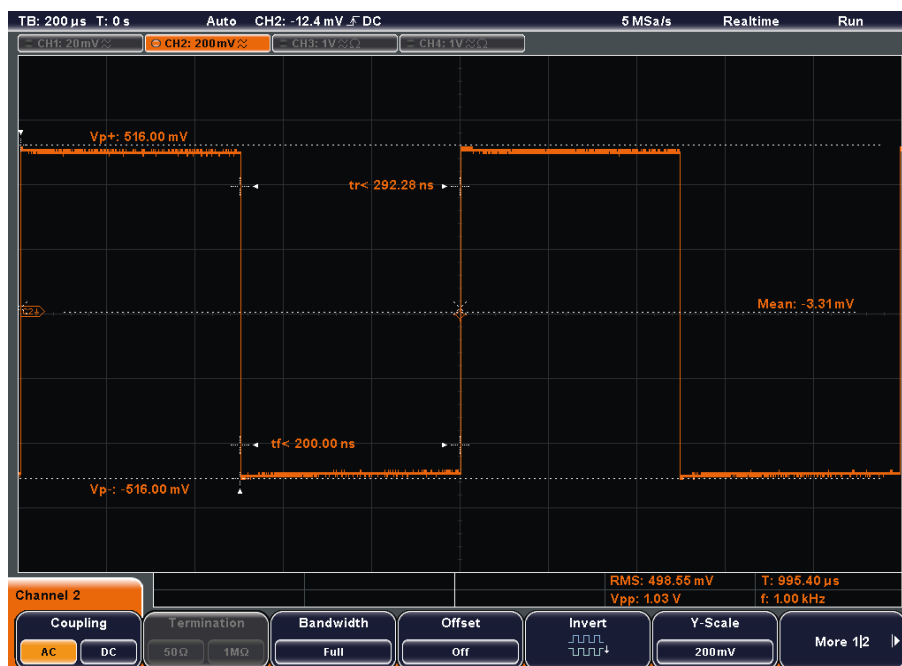 TB: 200 µs T: 0 s Auto CH2: -12.4 mV DC 5 MSa/s Realtime Run
CH1: 20mV CH2: 200mV CH3: 1V Ω CH4: 1V Ω
Vp+: 516.00 mV
tr< 292.28 ns
Mean: -3.31 mV
tf< 200.00 ns
Vp-: -516.00 mV
RMS: 498.55 mV T: 995.40 µs
Channel 2 Vpp: 1.03 V f: 1.00 kHz
Coupling Termination Bandwidth Offset Invert Y-Scale More 1|2
AC DC 50Ω 1MΩ Full Off 200mV